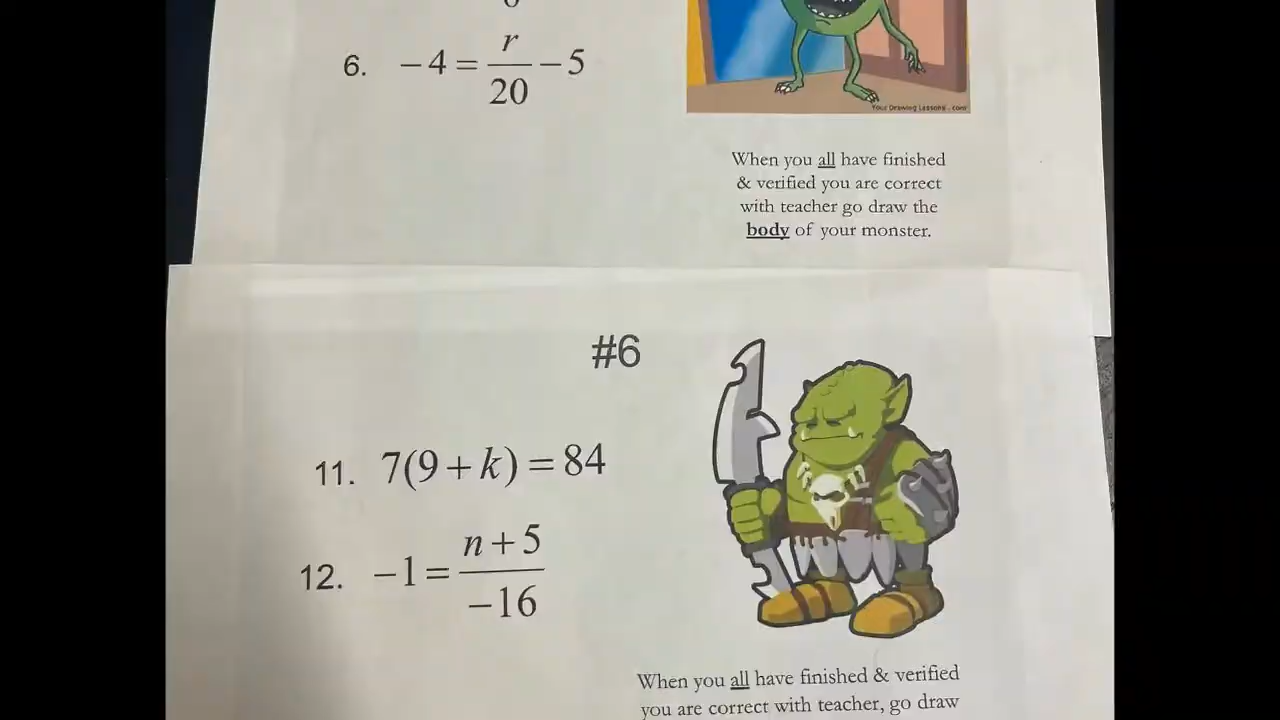 6. −4 = r/20 − 5
Your Drawing Lessons . com
When you all have finished
& verified you are correct
with teacher go draw the
body of your monster.
#6
11. 7(9 + k) = 84
12. −1 = n + 5/−16
When you all have finished & verified
you are correct with teacher, go draw